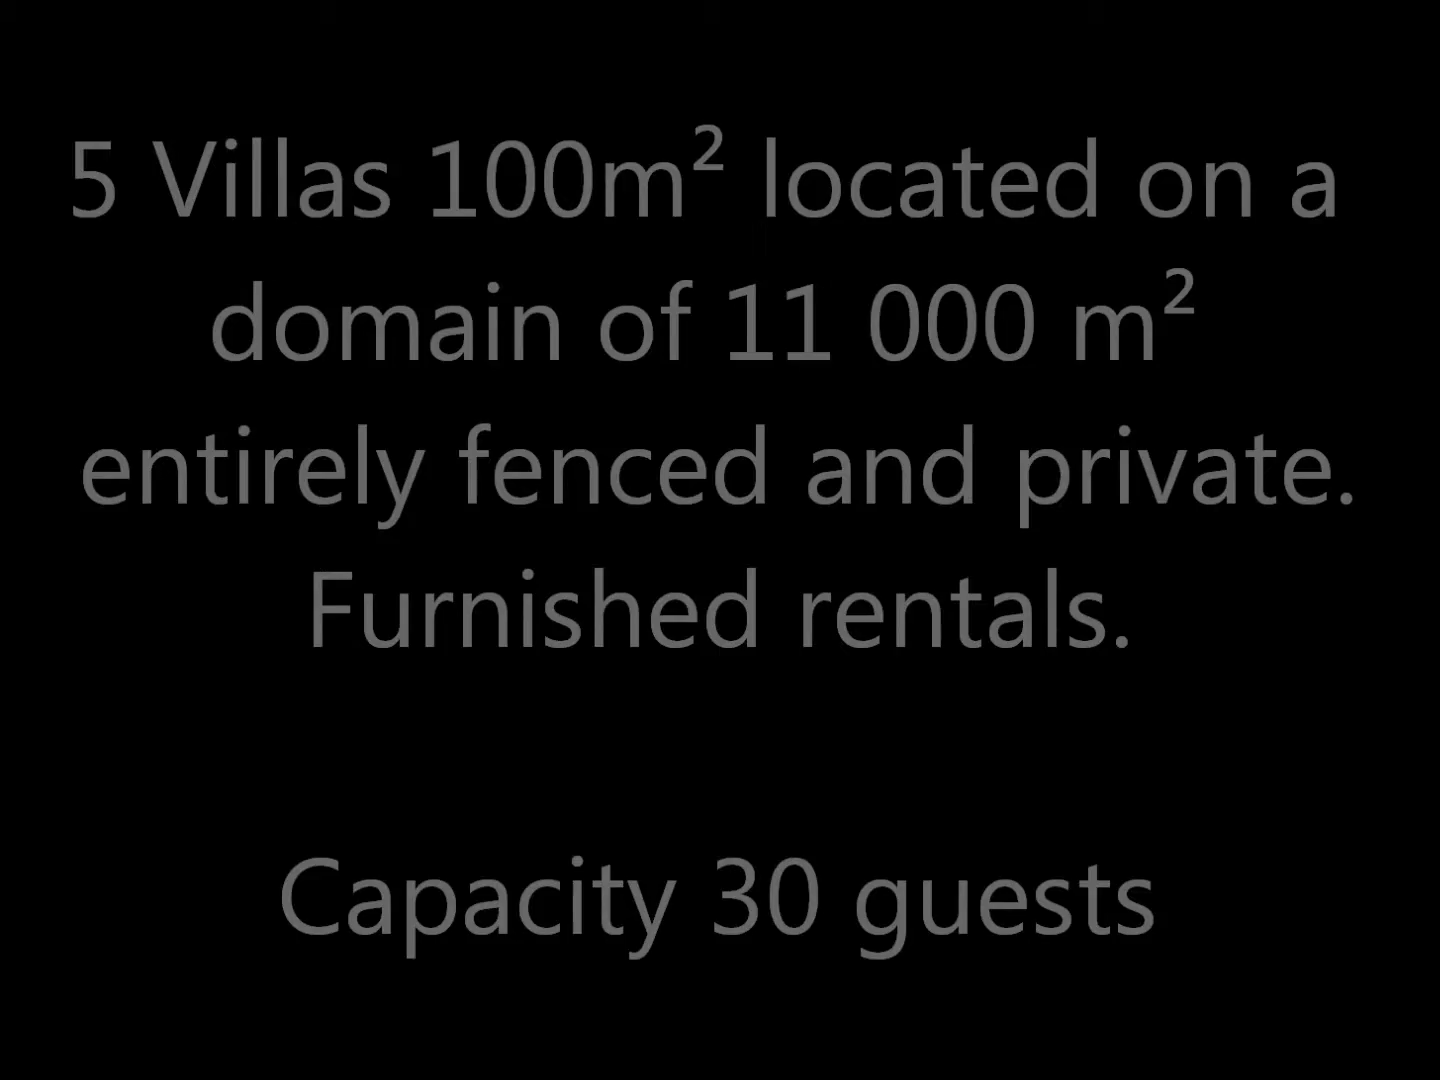 5 Villas 100m² located on a
domain of 11 000 m²
entirely fenced and private.
Furnished rentals.
Capacity 30 guests